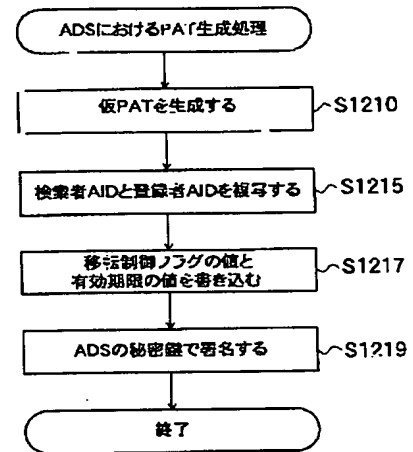 ADSにおけるPAT生成処理
仮PATを生成する
S1210
検索者AIDと登録者AIDを複写する
S1215
移転制御フラグの値と
有効期限の値を書き込む
S1217
ADSの秘密鍵で署名する
S1219
終了